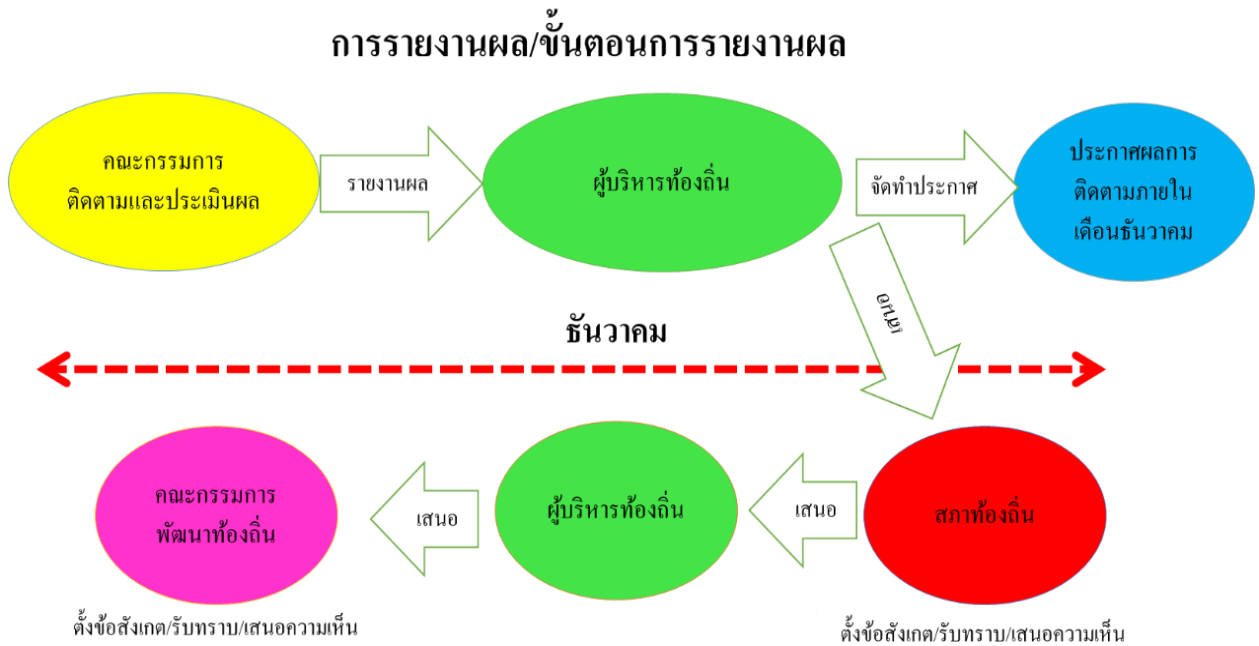 การรายงานผล/ขั้นตอนการรายงานผล
คณะกรรมการ
ติดตามและประเมินผล
รายงานผล
ผู้บริหารท้องถิ่น
จัดทำประกาศ
ประกาศผลการ
ติดตามภายใน
เดือนธันวาคม
เสนอ
ธันวาคม
คณะกรรมการ
พัฒนาท้องถิ่น
เสนอ
ผู้บริหารท้องถิ่น
เสนอ
สภาท้องถิ่น
ตั้งข้อสังเกต/รับทราบ/เสนอความเห็น
ตั้งข้อสังเกต/รับทราบ/เสนอความเห็น